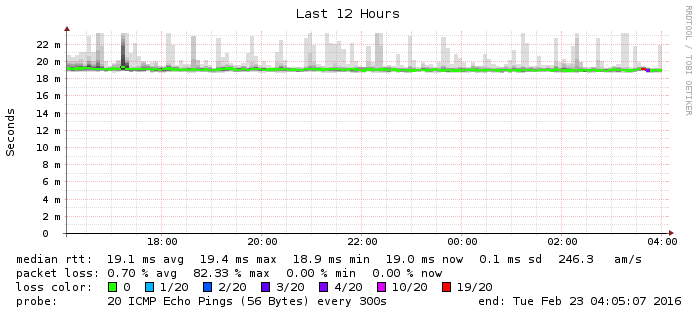 Last 12 Hours
RRDTOOL / TOBI OETIKER
Seconds
22 m
20 m
18 m
16 m
14 m
12 m
10 m
8 m
6 m
4 m
2 m
0
18:00 20:00 22:00 00:00 02:00 04:00
median rtt: 19.1 ms avg 19.4 ms max 18.9 ms min 19.0 ms now 0.1 ms sd 246.3 am/s
packet loss: 0.70 % avg 82.33 % max 0.00 % min 0.00 % now
loss color: 0 1/20 2/20 3/20 4/20 10/20 19/20
probe: 20 ICMP Echo Pings (56 Bytes) every 300s end: Tue Feb 23 04:05:07 2016